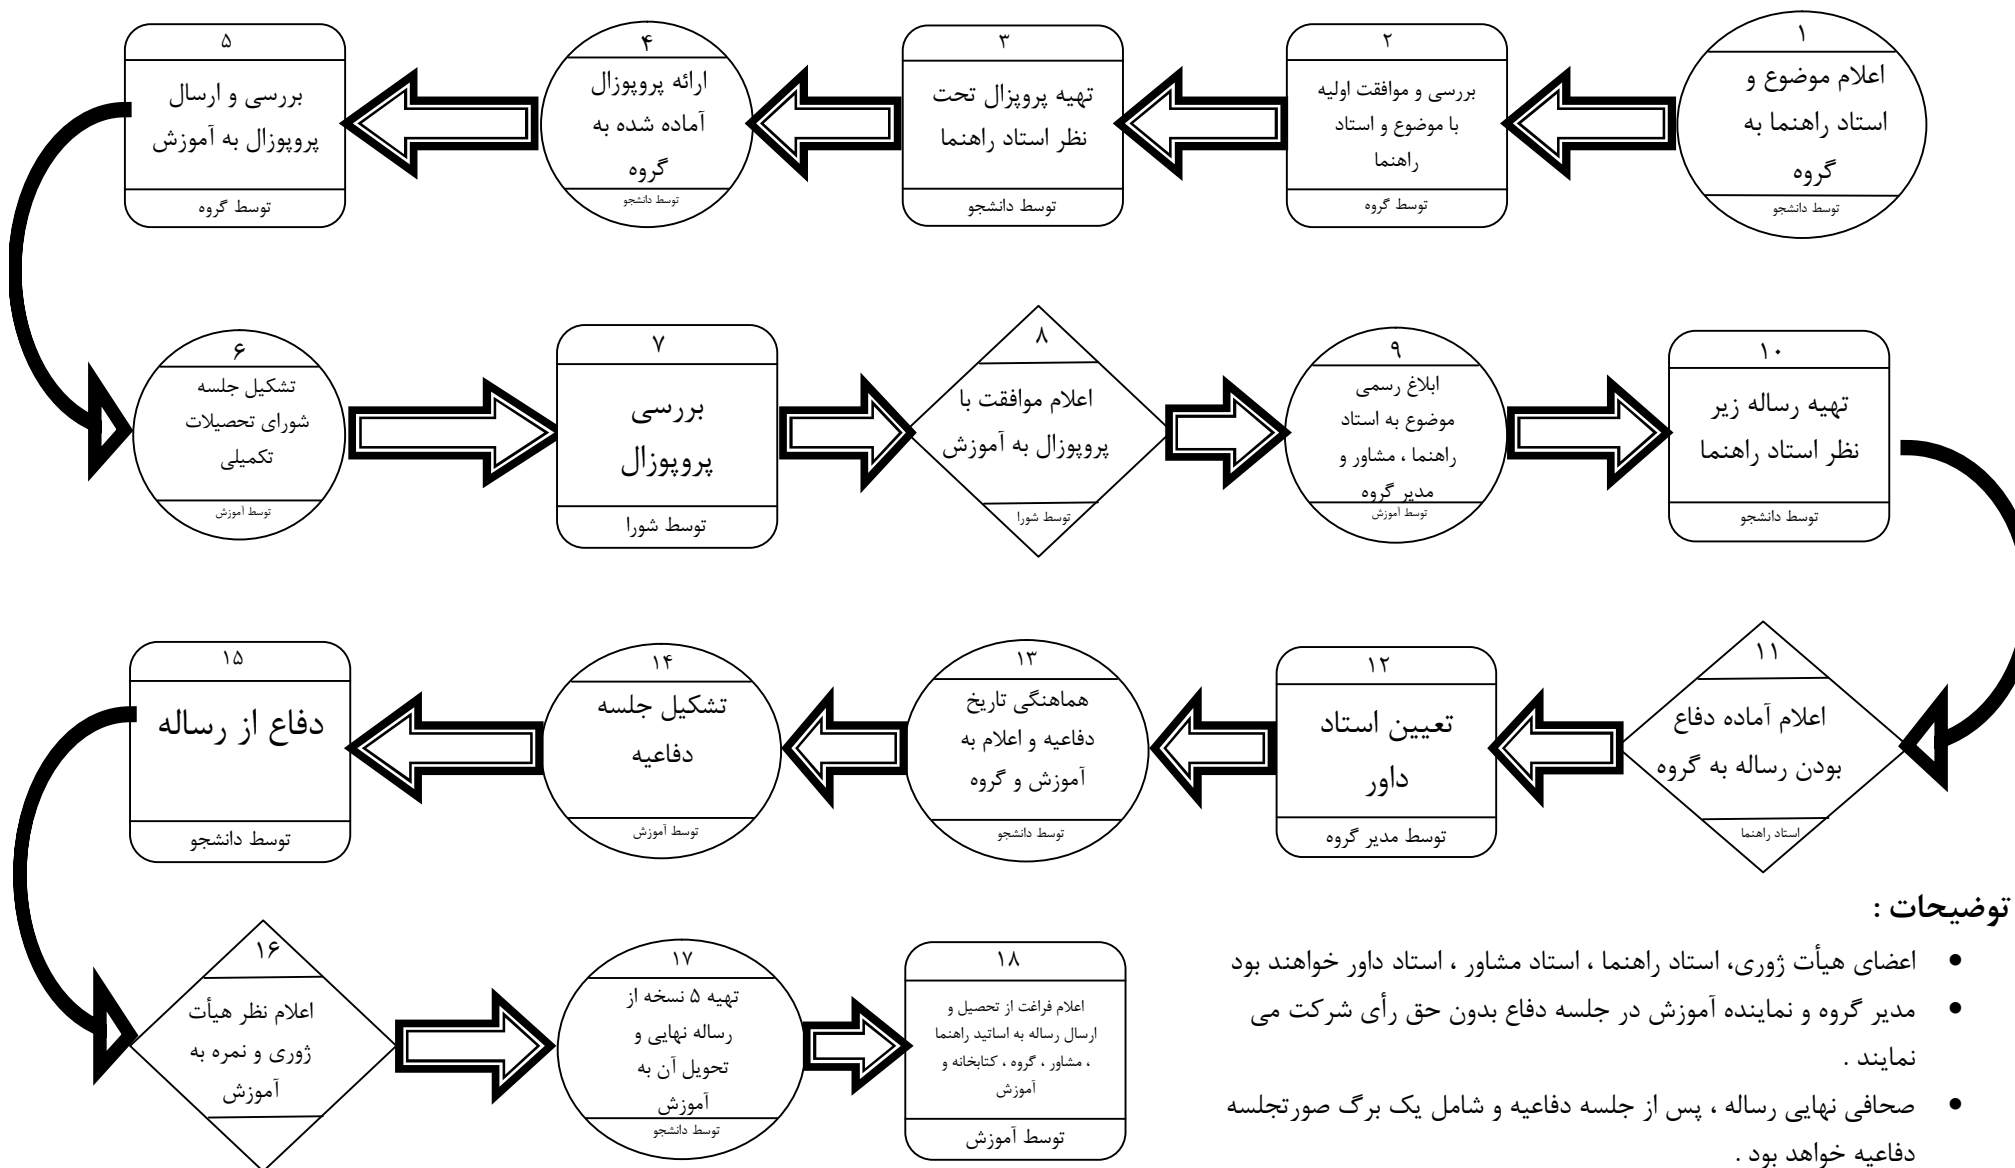 ۱
اعلام موضوع و
استاد راهنما به
گروه
توسط دانشجو
۲
بررسی و موافقت اولیه
با موضوع و استاد
راهنما
توسط گروه
۳
تهیه پروپزال تحت
نظر استاد راهنما
توسط دانشجو
۴
ارائه پروپوزال
آماده شده به
گروه
توسط دانشجو
۵
بررسی و ارسال
پروپوزال به آموزش
توسط گروه
۶
تشکیل جلسه
شورای تحصیلات
تکمیلی
توسط آموزش
۷
بررسی
پروپوزال
توسط شورا
۸
اعلام موافقت با
پروپوزال به آموزش
توسط شورا
۹
ابلاغ رسمی
موضوع به استاد
راهنما ، مشاور و
مدیر گروه
توسط آموزش
۱۰
تهیه رساله زیر
نظر استاد راهنما
توسط دانشجو
۱۱
اعلام آماده دفاع
بودن رساله به گروه
استاد راهنما
۱۲
تعیین استاد
داور
توسط مدیر گروه
۱۳
هماهنگی تاریخ
دفاعیه و اعلام به
آموزش و گروه
توسط دانشجو
۱۴
تشکیل جلسه
دفاعیه
توسط آموزش
۱۵
دفاع از رساله
توسط دانشجو
۱۶
اعلام نظر هیأت
ژوری و نمره به
آموزش
۱۷
تهیه ۵ نسخه از
رساله نهایی و
تحویل آن به
آموزش
توسط دانشجو
۱۸
اعلام فراغت از تحصیل و
ارسال رساله به اساتید راهنما
، مشاور ، گروه ، کتابخانه و
آموزش
توسط آموزش
توضیحات :
• اعضای هیأت ژوری، استاد راهنما ، استاد مشاور ، استاد داور خواهند بود
• مدیر گروه و نماینده آموزش در جلسه دفاع بدون حق رأی شرکت می
نمایند .
• صحافی نهایی رساله ، پس از جلسه دفاعیه و شامل یک برگ صورتجلسه
دفاعیه خواهد بود .